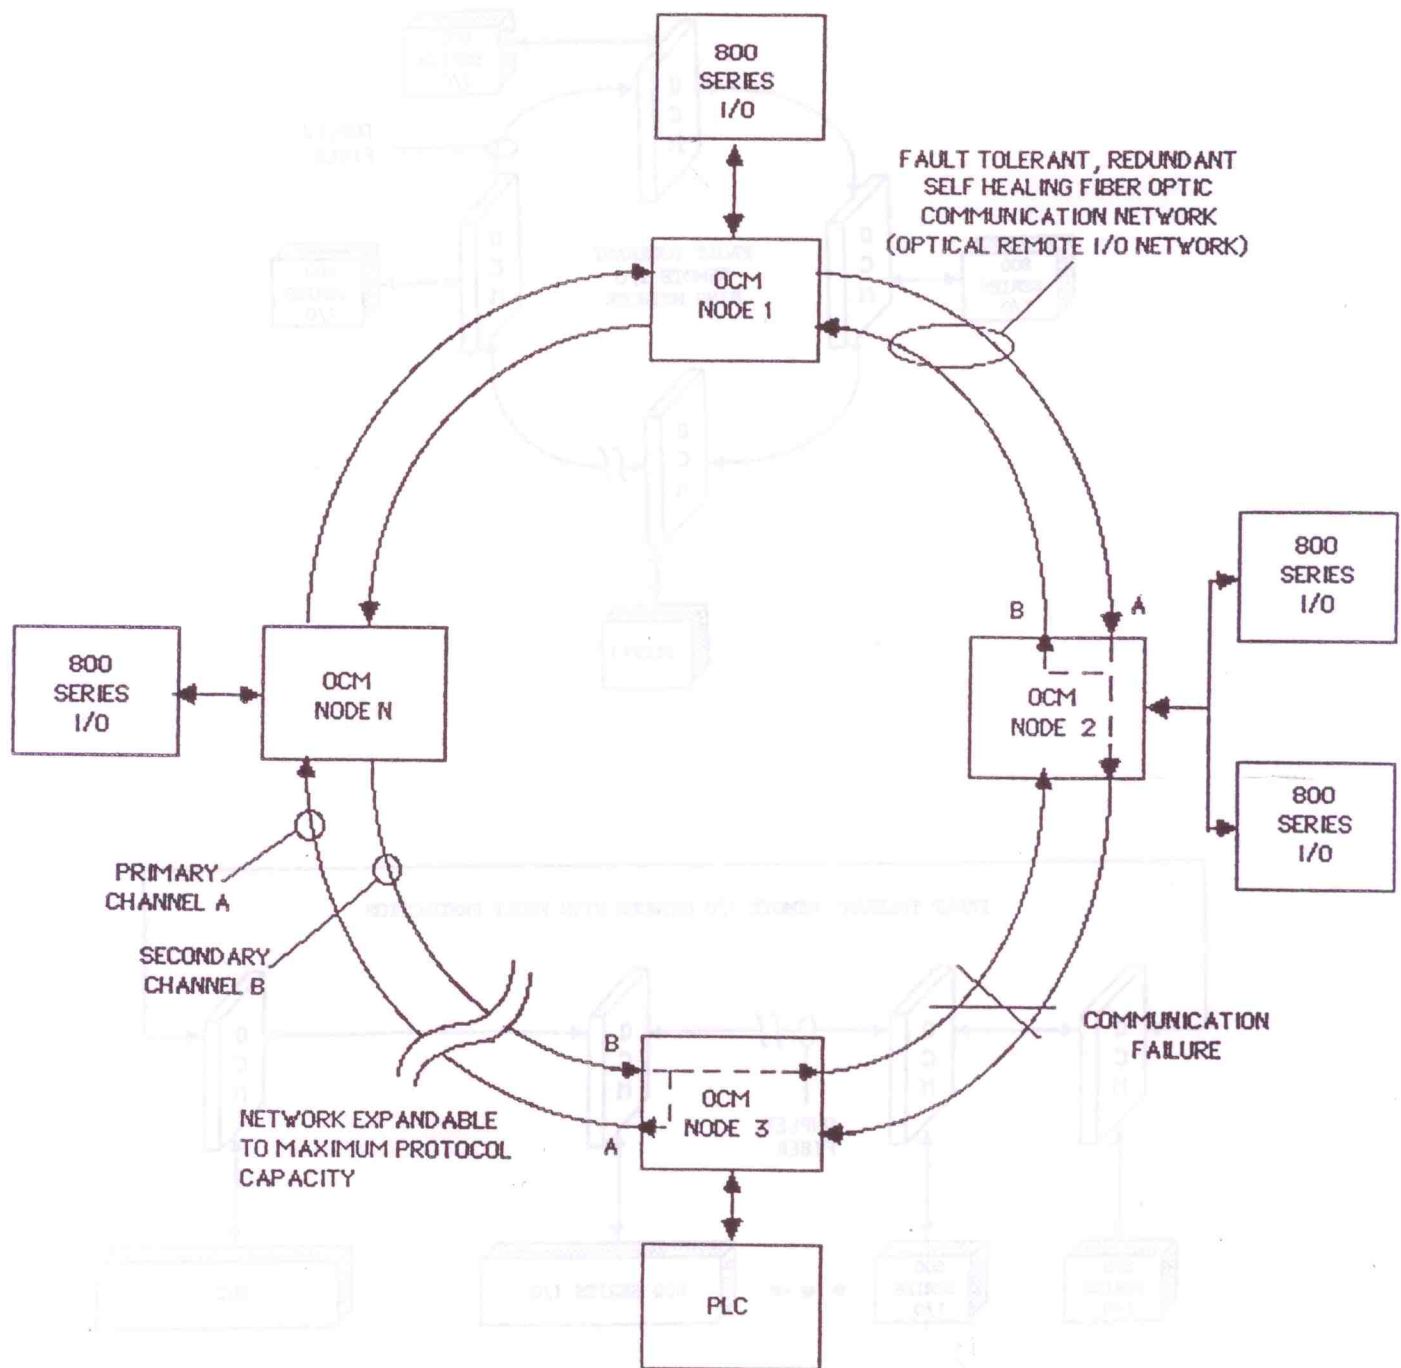 800
SERIES
I/O
FAULT TOLERANT, REDUNDANT
SELF HEALING FIBER OPTIC
COMMUNICATION NETWORK
(OPTICAL REMOTE I/O NETWORK)
OCM
NODE 1
800
SERIES
I/O
B
A
800
SERIES
I/O
OCM
NODE N
OCM
NODE 2
800
SERIES
I/O
PRIMARY
CHANNEL A
SECONDARY
CHANNEL B
COMMUNICATION
FAILURE
B
OCM
NODE 3
A
NETWORK EXPANDABLE
TO MAXIMUM PROTOCOL
CAPACITY
PLC